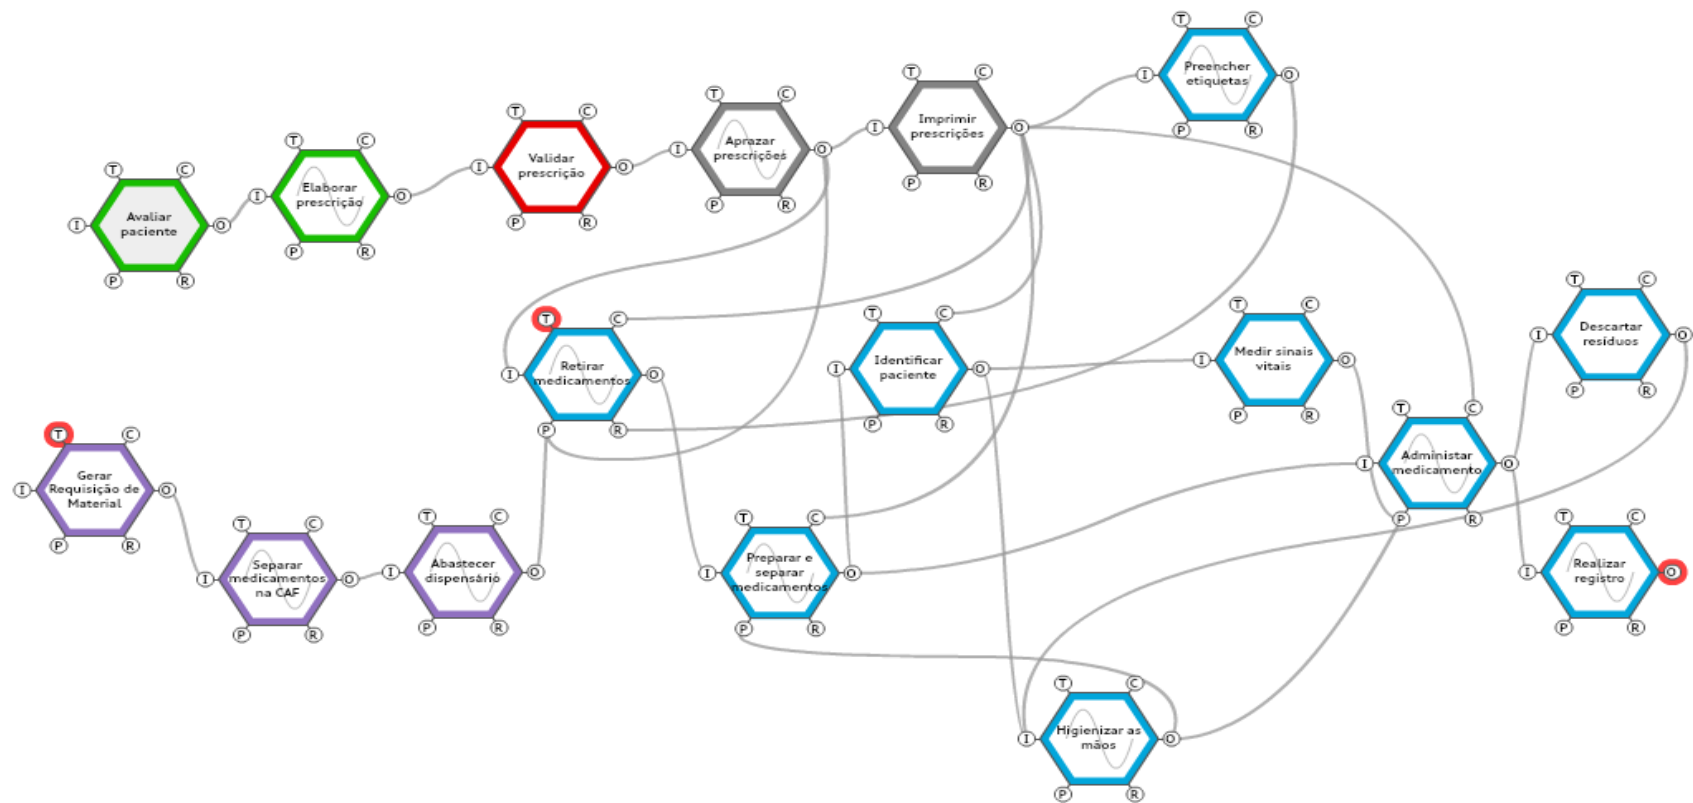 T
C
Preencher
etiquetas
I
O
P
R
T
C
Imprimir
prescrições
I
O
P
R
T
C
Aprazar
prescrições
I
O
P
R
T
C
Validar
prescrição
I
O
P
R
T
C
Elaborar
prescrição
I
O
P
R
T
C
Avaliar
paciente
I
O
P
R
T
C
Retirar
medicamentos
I
O
P
R
T
C
Identificar
paciente
I
O
P
R
T
C
Medir sinais
vitais
I
O
P
R
T
C
Descartar
resíduos
I
O
P
R
T
C
Administar
medicamento
I
O
P
R
T
C
Gerar
Requisição de
Material
I
O
P
R
T
C
Separar
medicamentos
na CAF
I
O
P
R
T
C
Abastecer
dispensário
I
O
P
R
T
C
Preparar e
separar
medicamentos
I
O
P
R
T
C
Realizar
registro
I
O
P
R
T
C
Higienizar as
mãos
I
O
P
R